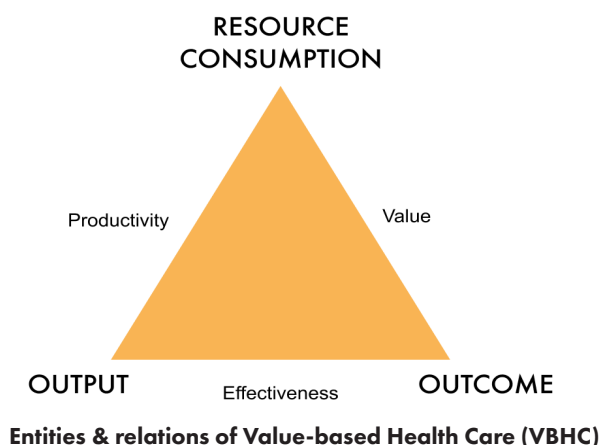 RESOURCE
CONSUMPTION
Productivity
Value
OUTPUT
Effectiveness
OUTCOME
Entities & relations of Value-based Health Care (VBHC)